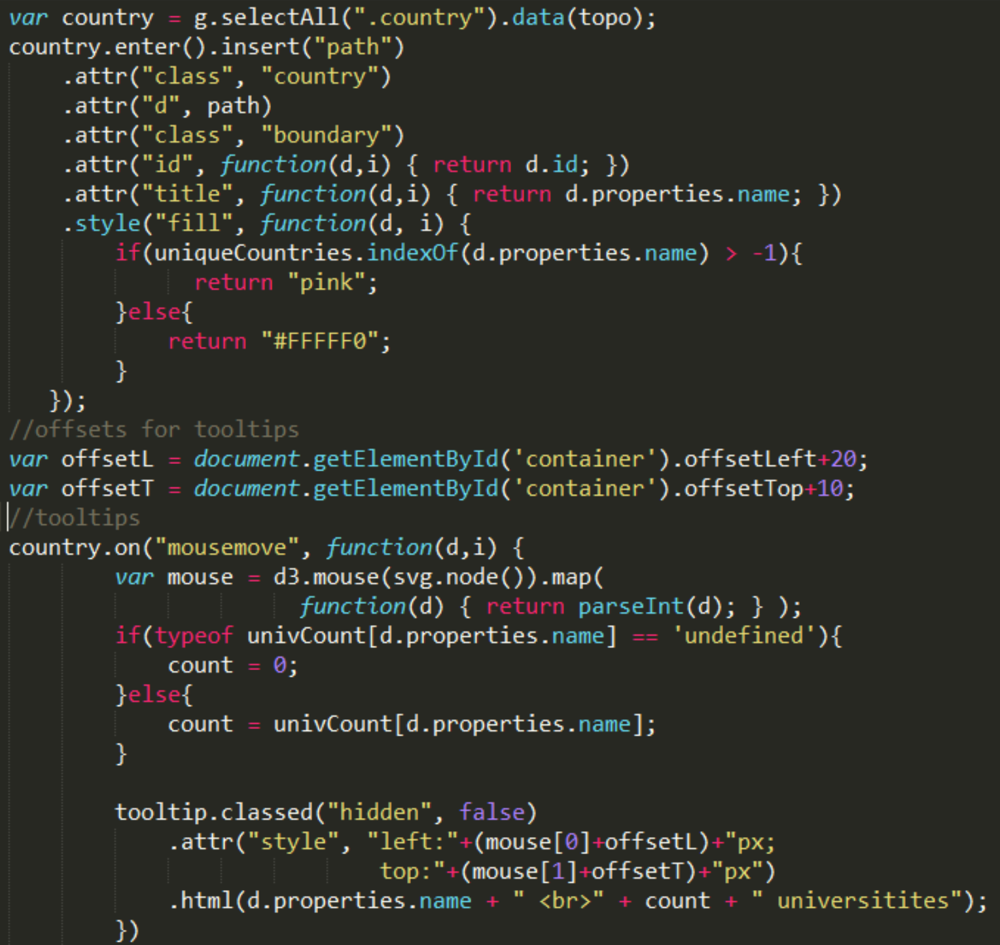 var country = g.selectAll(".country").data(topo);
country.enter().insert("path")
    .attr("class", "country")
    .attr("d", path)
    .attr("class", "boundary")
    .attr("id", function(d,i) { return d.id; })
    .attr("title", function(d,i) { return d.properties.name; })
    .style("fill", function(d, i) {
        if(uniqueCountries.indexOf(d.properties.name) > -1){
              return "pink";
        }else{
            return "#FFFFF0";
        }
   });
//offsets for tooltips
var offsetL = document.getElementById('container').offsetLeft+20;
var offsetT = document.getElementById('container').offsetTop+10;
//tooltips
country.on("mousemove", function(d,i) {
        var mouse = d3.mouse(svg.node()).map(
                      function(d) { return parseInt(d); } );
        if(typeof univCount[d.properties.name] == 'undefined'){
            count = 0;
        }else{
            count = univCount[d.properties.name];
        }

        tooltip.classed("hidden", false)
            .attr("style", "left:"+(mouse[0]+offsetL)+"px;
                            top:"+(mouse[1]+offsetT)+"px")
            .html(d.properties.name + " <br>" + count + " universitites");
        })